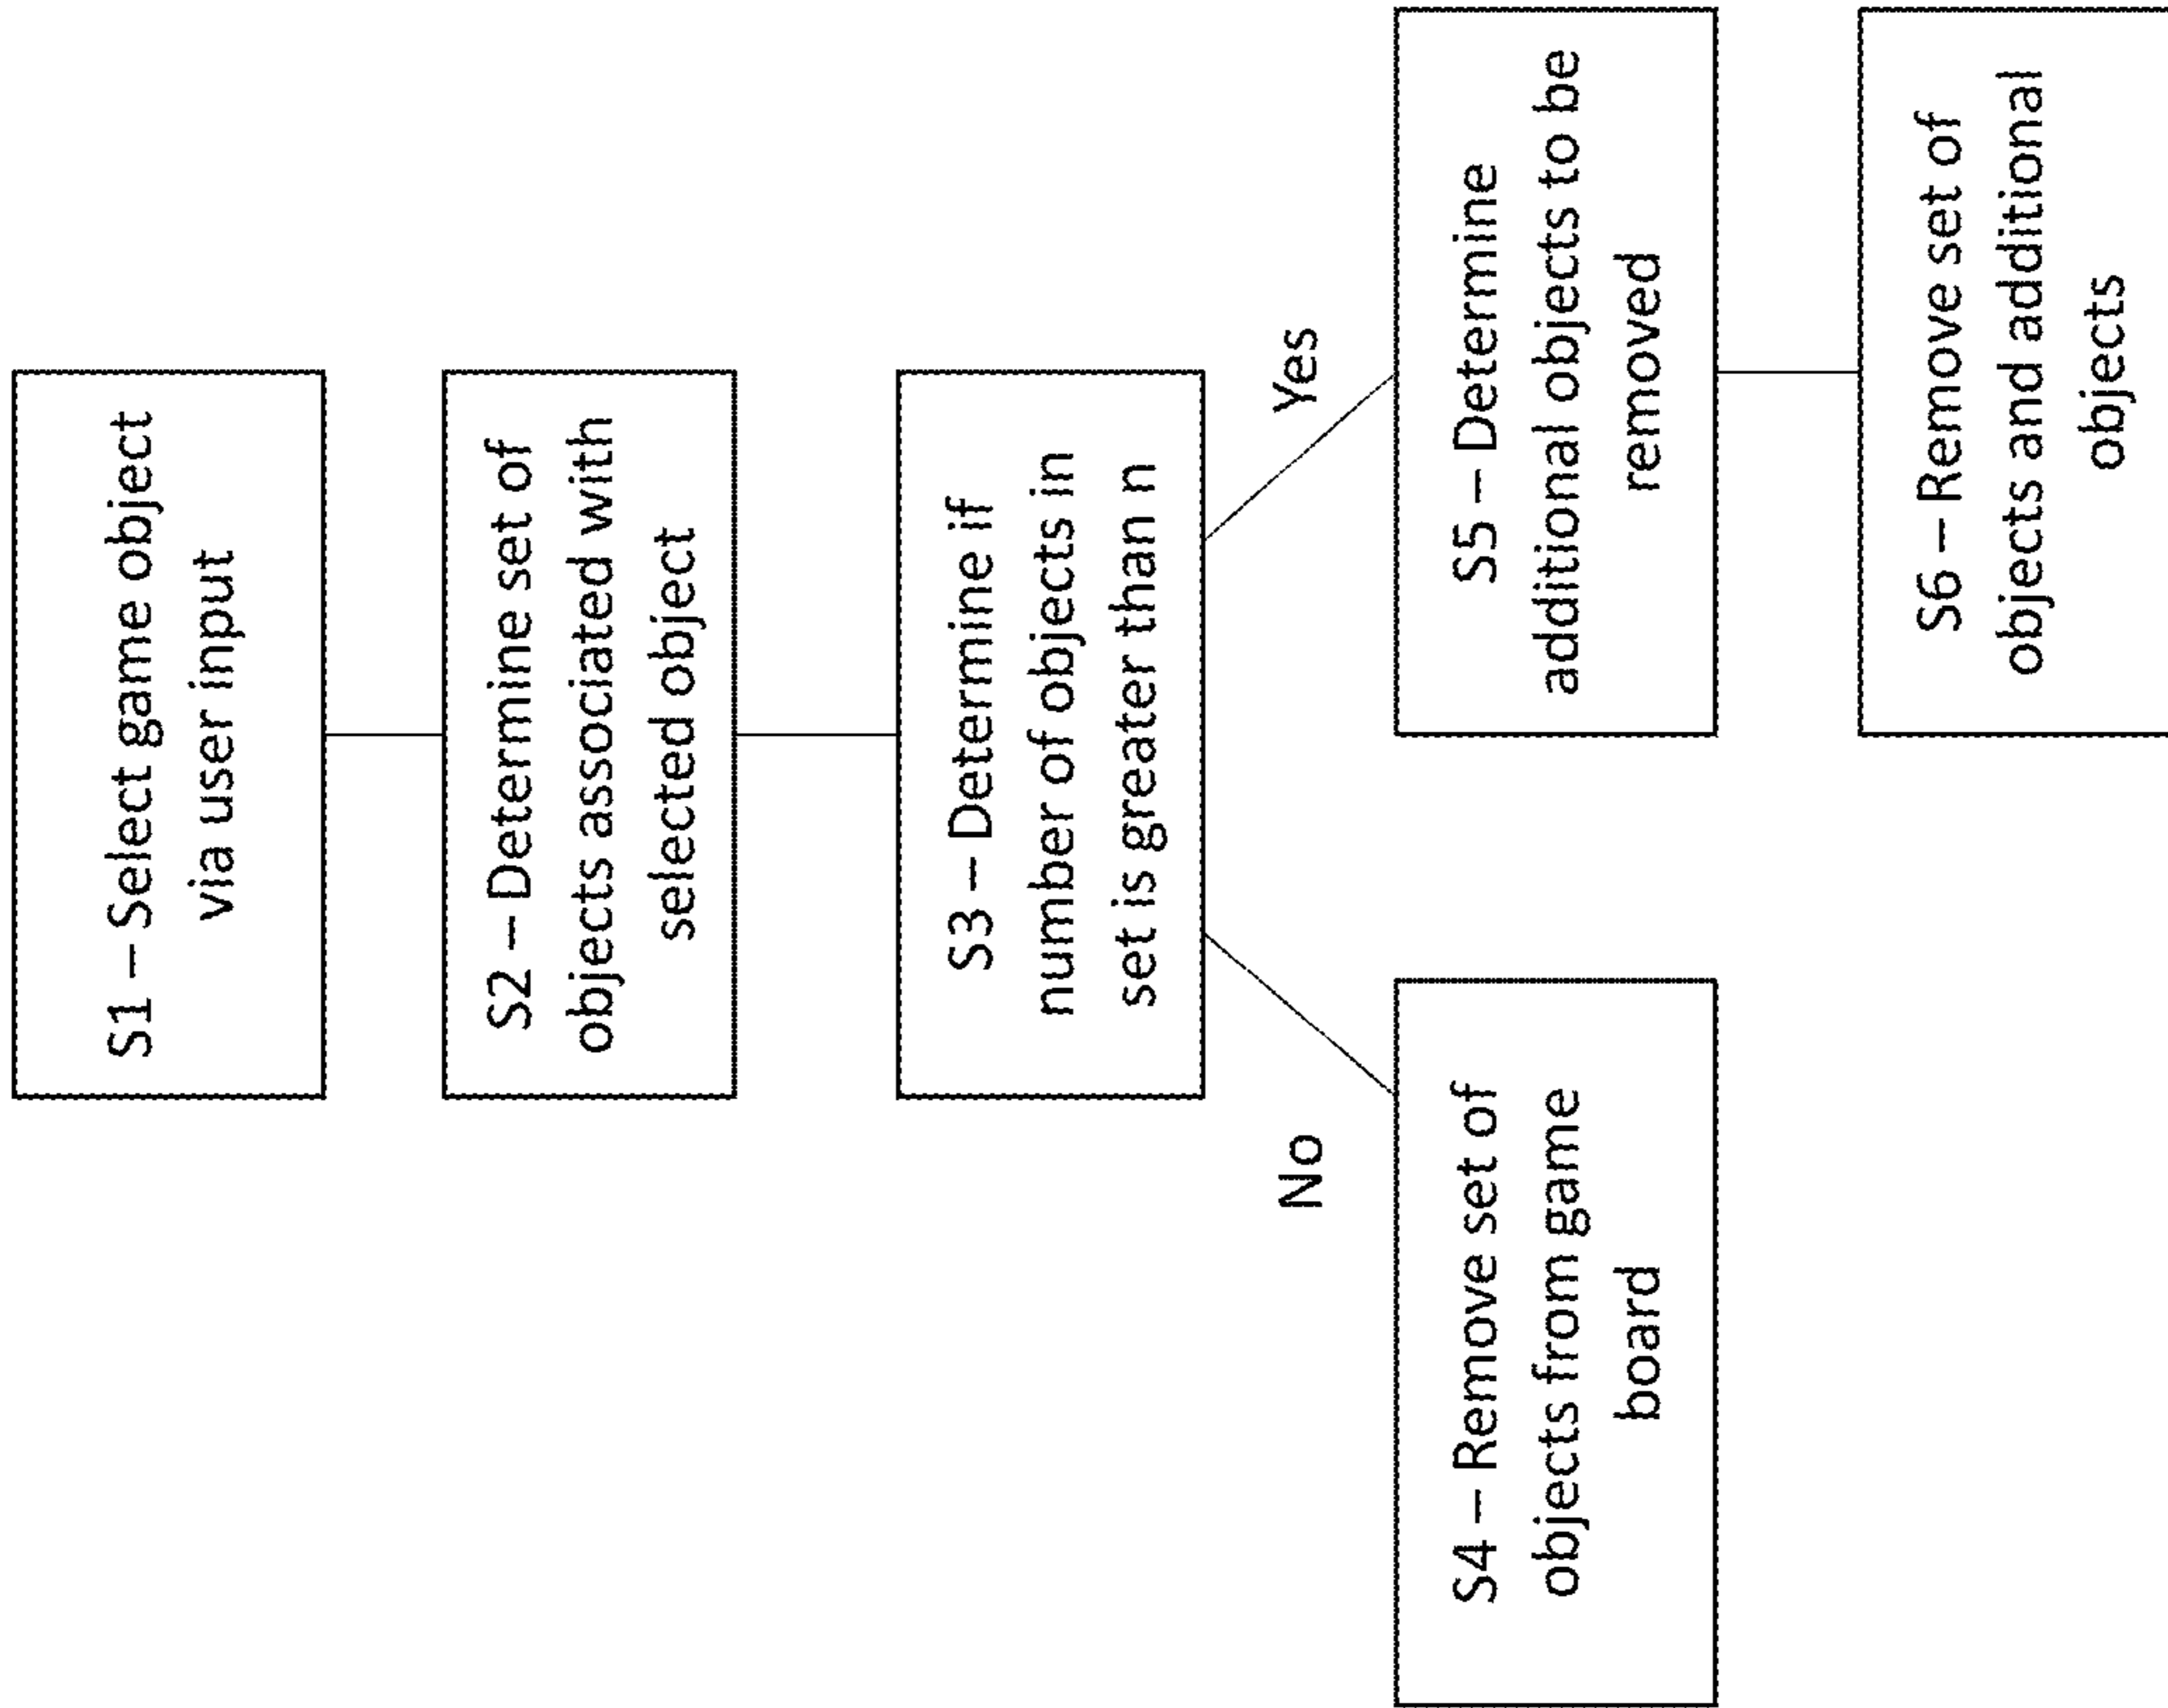 S1 – Select game object
via user input
S2 – Determine set of
objects associated with
selected object
S3 – Determine if
number of objects in
set is greater than n
No
Yes
S4 – Remove set of
objects from game
board
S5 – Determine
additional objects to be
removed
S6 – Remove set of
objects and additional
objects